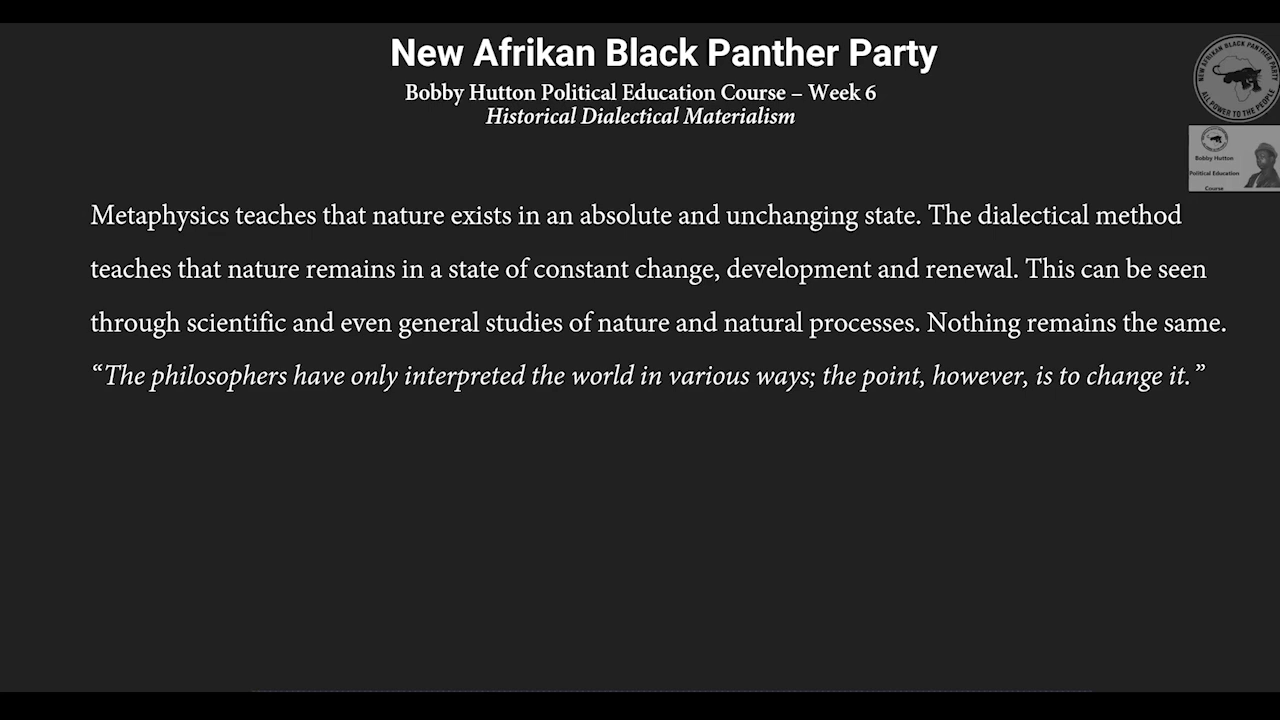 New Afrikan Black Panther Party
Bobby Hutton Political Education Course – Week 6
Historical Dialectical Materialism
NEW AFRIKAN BLACK PANTHER PARTY
ALL POWER TO THE PEOPLE
Bobby Hutton
Political Education
Course
Metaphysics teaches that nature exists in an absolute and unchanging state. The dialectical method
teaches that nature remains in a state of constant change, development and renewal. This can be seen
through scientific and even general studies of nature and natural processes. Nothing remains the same.
“The philosophers have only interpreted the world in various ways; the point, however, is to change it.”